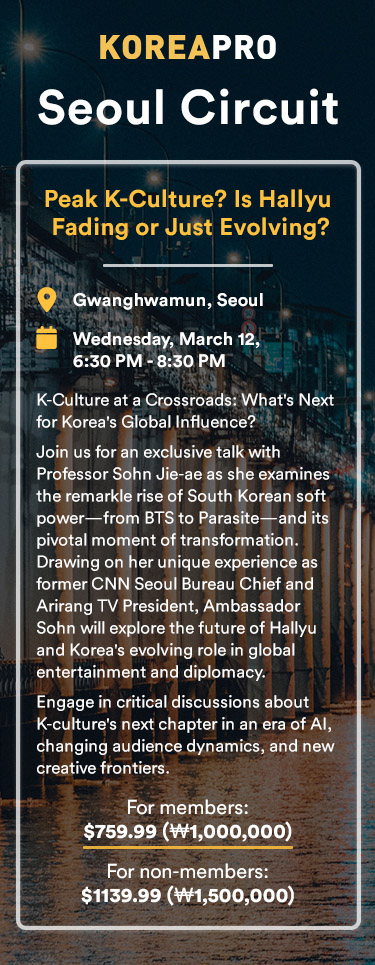 KOREAPRO
Seoul Circuit
Peak K-Culture? Is Hallyu
Fading or Just Evolving?
Gwanghwamun, Seoul
Wednesday, March 12,
6:30 PM - 8:30 PM
K-Culture at a Crossroads: What's Next
for Korea's Global Influence?
Join us for an exclusive talk with
Professor Sohn Jie-ae as she examines
the remarkle rise of South Korean soft
power—from BTS to Parasite—and its
pivotal moment of transformation.
Drawing on her unique experience as
former CNN Seoul Bureau Chief and
Arirang TV President, Ambassador
Sohn will explore the future of Hallyu
and Korea's evolving role in global
entertainment and diplomacy.
Engage in critical discussions about
K-culture's next chapter in an era of AI,
changing audience dynamics, and new
creative frontiers.
For members:
$759.99 (₩1,000,000)
For non-members:
$1139.99 (₩1,500,000)